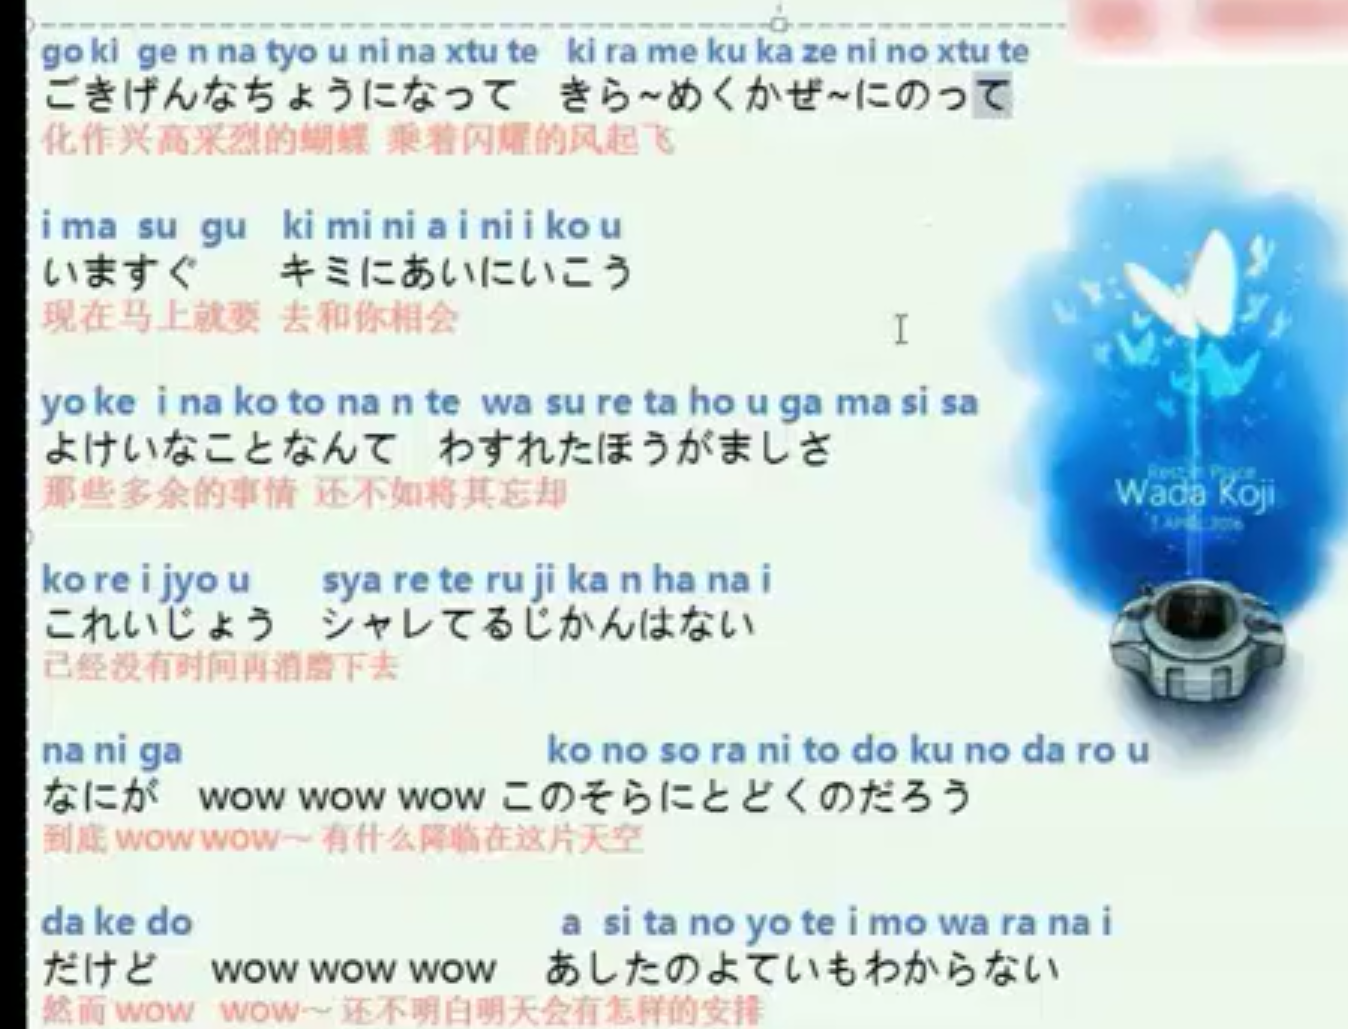 go ki ge n na tyo u ni na xtu te ki ra me ku ka ze ni no xtu te
ごきげんなちょうになって きら~めくかぜ~にのって
化作兴高采烈的蝴蝶 乘着闪耀的风起飞
i ma su gu ki mi ni a i ni i ko u
いますぐ キミにあいにいこう
现在马上就要 去和你相会
yo ke i na ko to na n te wa su re ta ho u ga ma si sa
よけいなことなんて わすれたほうがましさ
那些多余的事情 还不如将其忘却
ko re i jyo u sya re te ru ji ka n ha na i
これいじょう シャレてるじかんはない
已经没有时间再消磨下去
na ni ga ko no so ra ni to do ku no da ro u
なにが wow wow wow このそらにとどくのだろう
到底 wow wow～ 有什么降临在这片天空
da ke do a si ta no yo te i mo wa ra na i
だけど wow wow wow あしたのよていもわからない
然而 wow wow～ 还不明白明天会有怎样的安排
Rest in Peace
Wada Koji
3 APRIL 2016